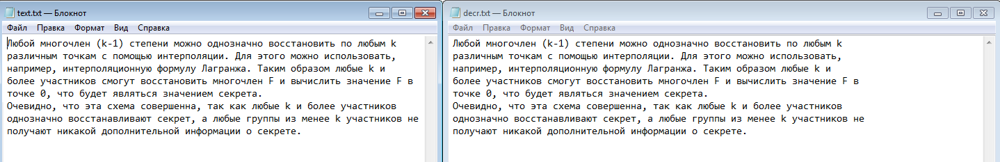 text.txt — Блокнот
Файл Правка Формат Вид Справка
Любой многочлен (k-1) степени можно однозначно восстановить по любым k
различным точкам с помощью интерполяции. Для этого можно использовать,
например, интерполяционную формулу Лагранжа. Таким образом любые k и
более участников смогут восстановить многочлен F и вычислить значение F в
точке 0, что будет являться значением секрета.
Очевидно, что эта схема совершенна, так как любые k и более участников
однозначно восстанавливают секрет, а любые группы из менее k участников не
получают никакой дополнительной информации о секрете.
decr.txt — Блокнот
Файл Правка Формат Вид Справка
Любой многочлен (k-1) степени можно однозначно восстановить по любым k
различным точкам с помощью интерполяции. Для этого можно использовать,
например, интерполяционную формулу Лагранжа. Таким образом любые k и
более участников смогут восстановить многочлен F и вычислить значение F в
точке 0, что будет являться значением секрета.
Очевидно, что эта схема совершенна, так как любые k и более участников
однозначно восстанавливают секрет, а любые группы из менее k участников не
получают никакой дополнительной информации о секрете.